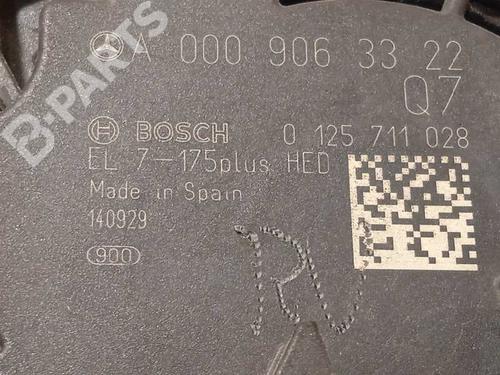 A 000 906 33 22
Q7
BOSCH 0 125 711 028
EL 7-175plus HED
Made in Spain
140929
900
B-PARTS